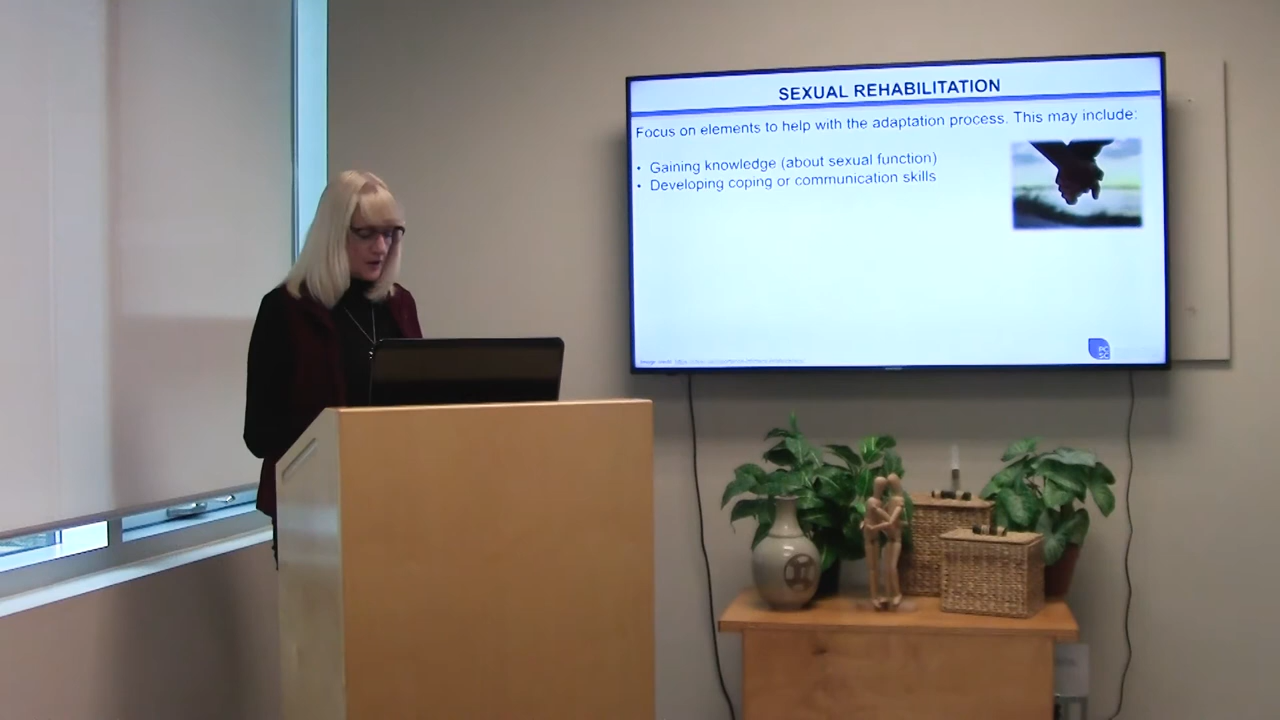 SEXUAL REHABILITATION
Focus on elements to help with the adaptation process. This may include:
• Gaining knowledge (about sexual function)
• Developing coping or communication skills